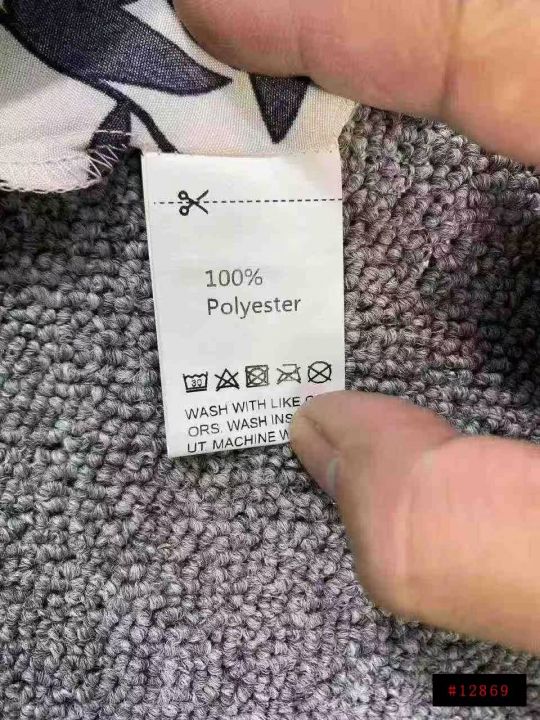 100%
Polyester
30
WASH WITH LIKE
ORS. WASH INS
UT. MACHINE W
#12869